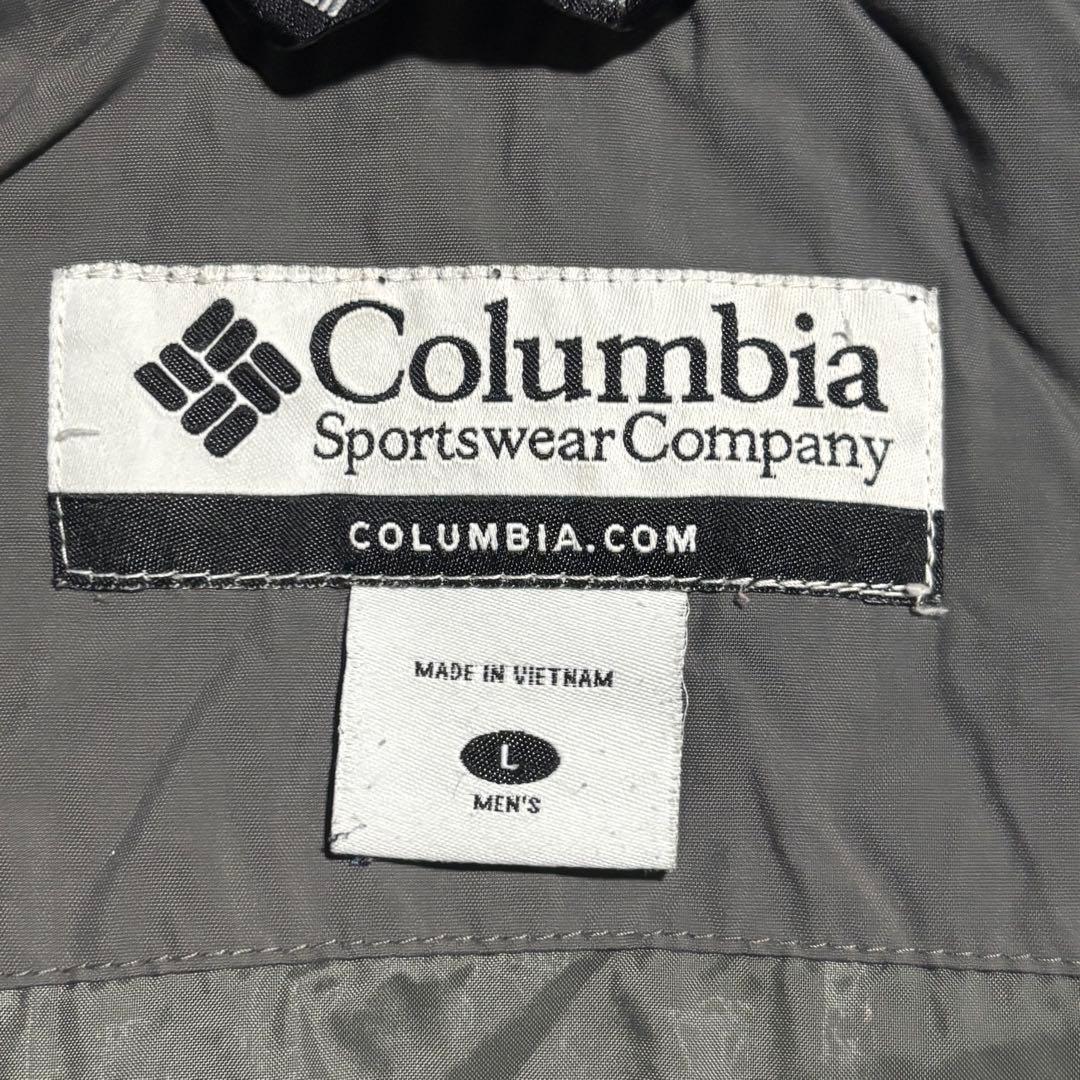 Columbia
Sportswear Company
COLUMBIA.COM
MADE IN VIETNAM
L
MEN'S